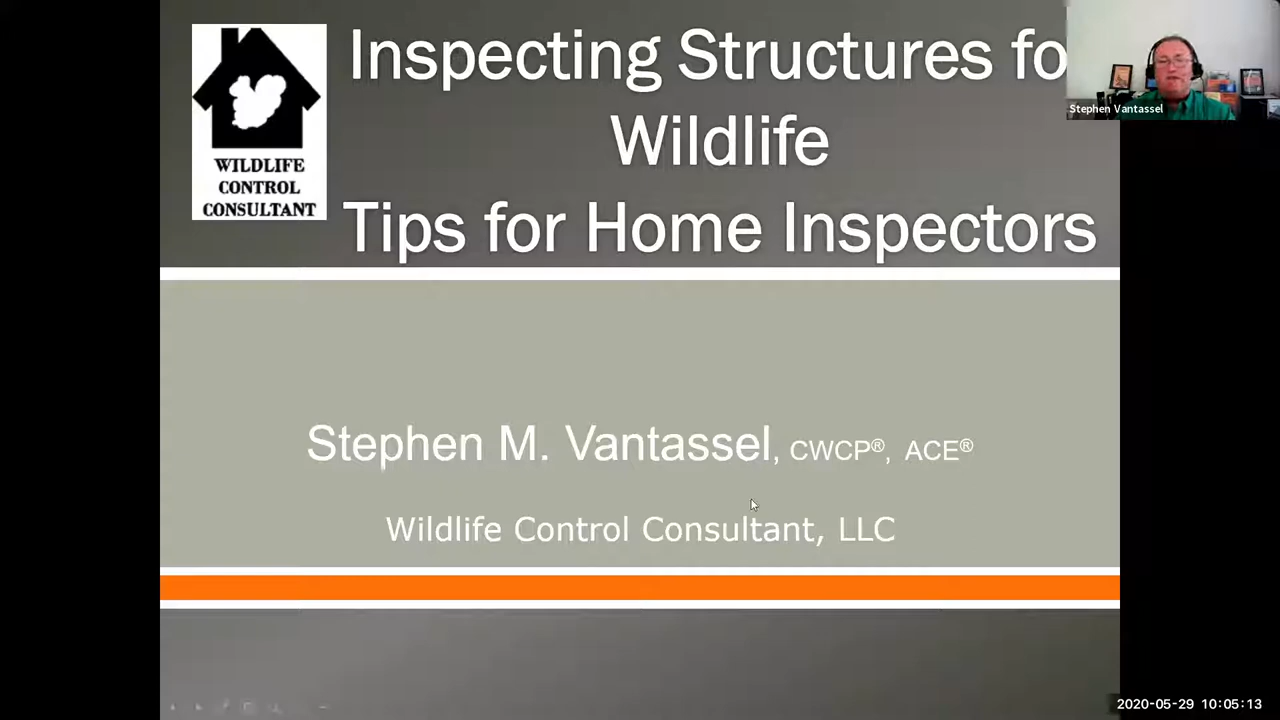 Inspecting Structures fo
Wildlife
Tips for Home Inspectors
WILDLIFE
CONTROL
CONSULTANT
Stephen Vantassel
Stephen M. Vantassel, CWCP®, ACE®
Wildlife Control Consultant, LLC
2020-05-29 10:05:13